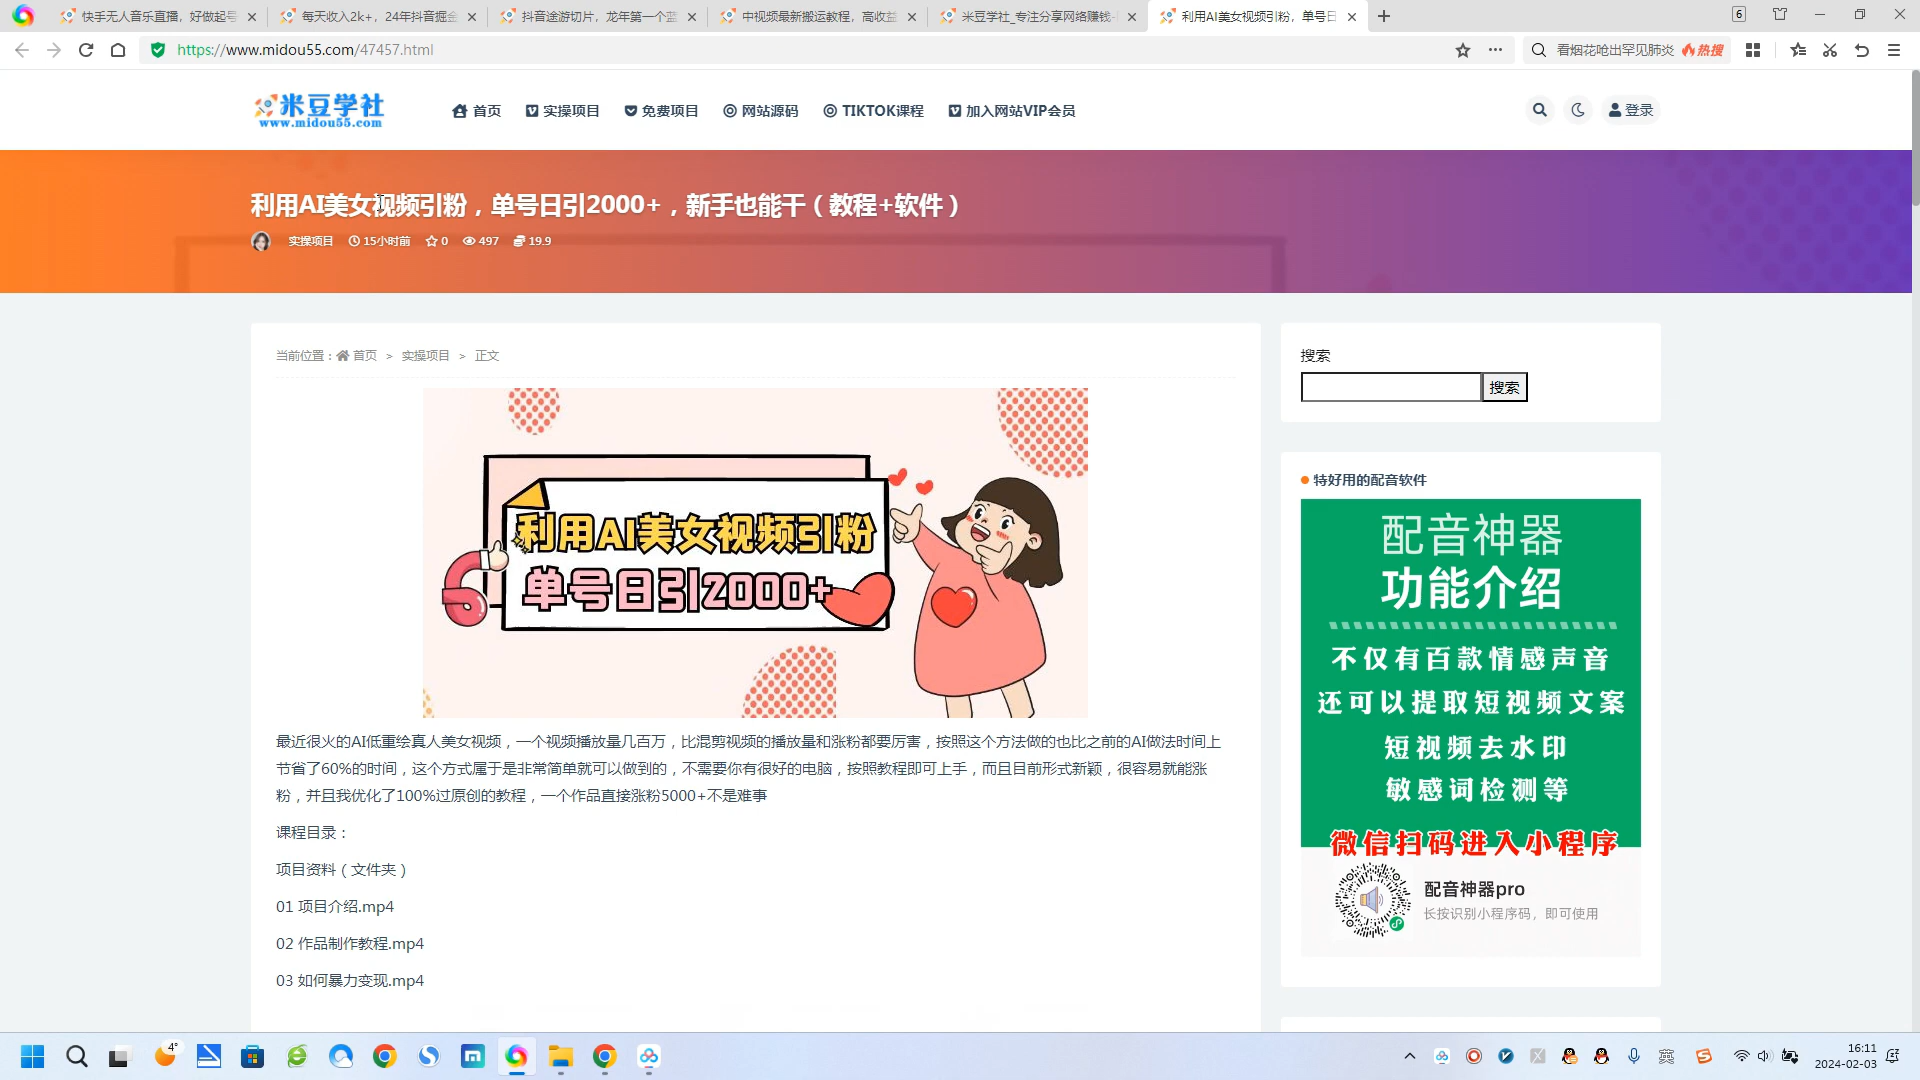 快手无人音乐直播，好做起号
每天收入2k+，24年抖音掘金
抖音途游切片，龙年第一个蓝
中视频最新搬运教程，高收益
米豆学社_专注分享网络赚钱-
利用AI美女视频引粉，单号日
6
https://www.midou55.com/47457.html
看烟花呛出罕见肺炎 热搜
米豆学社
www.midou55.com
首页
实操项目
免费项目
网站源码
TIKTOK课程
加入网站VIP会员
登录
利用AI美女视频引粉，单号日引2000+，新手也能干（教程+软件）
实操项目 15小时前 0 497 19.9
当前位置：首页 > 实操项目 > 正文
利用AI美女视频引粉
单号日引2000+
最近很火的AI低重绘真人美女视频，一个视频播放量几百万，比混剪视频的播放量和涨粉都要厉害，按照这个方法做的也比之前的AI做法时间上
节省了60%的时间，这个方式属于是非常简单就可以做到的，不需要你有很好的电脑，按照教程即可上手，而且目前形式新颖，很容易就能涨
粉，并且我优化了100%过原创的教程，一个作品直接涨粉5000+不是难事
课程目录：
项目资料（文件夹）
01 项目介绍.mp4
02 作品制作教程.mp4
03 如何暴力变现.mp4
搜索
搜索
特好用的配音软件
配音神器
功能介绍
不仅有百款情感声音
还可以提取短视频文案
短视频去水印
敏感词检测等
微信扫码进入小程序
配音神器pro
长按识别小程序码，即可使用
4°
英
16:11
2024-02-03